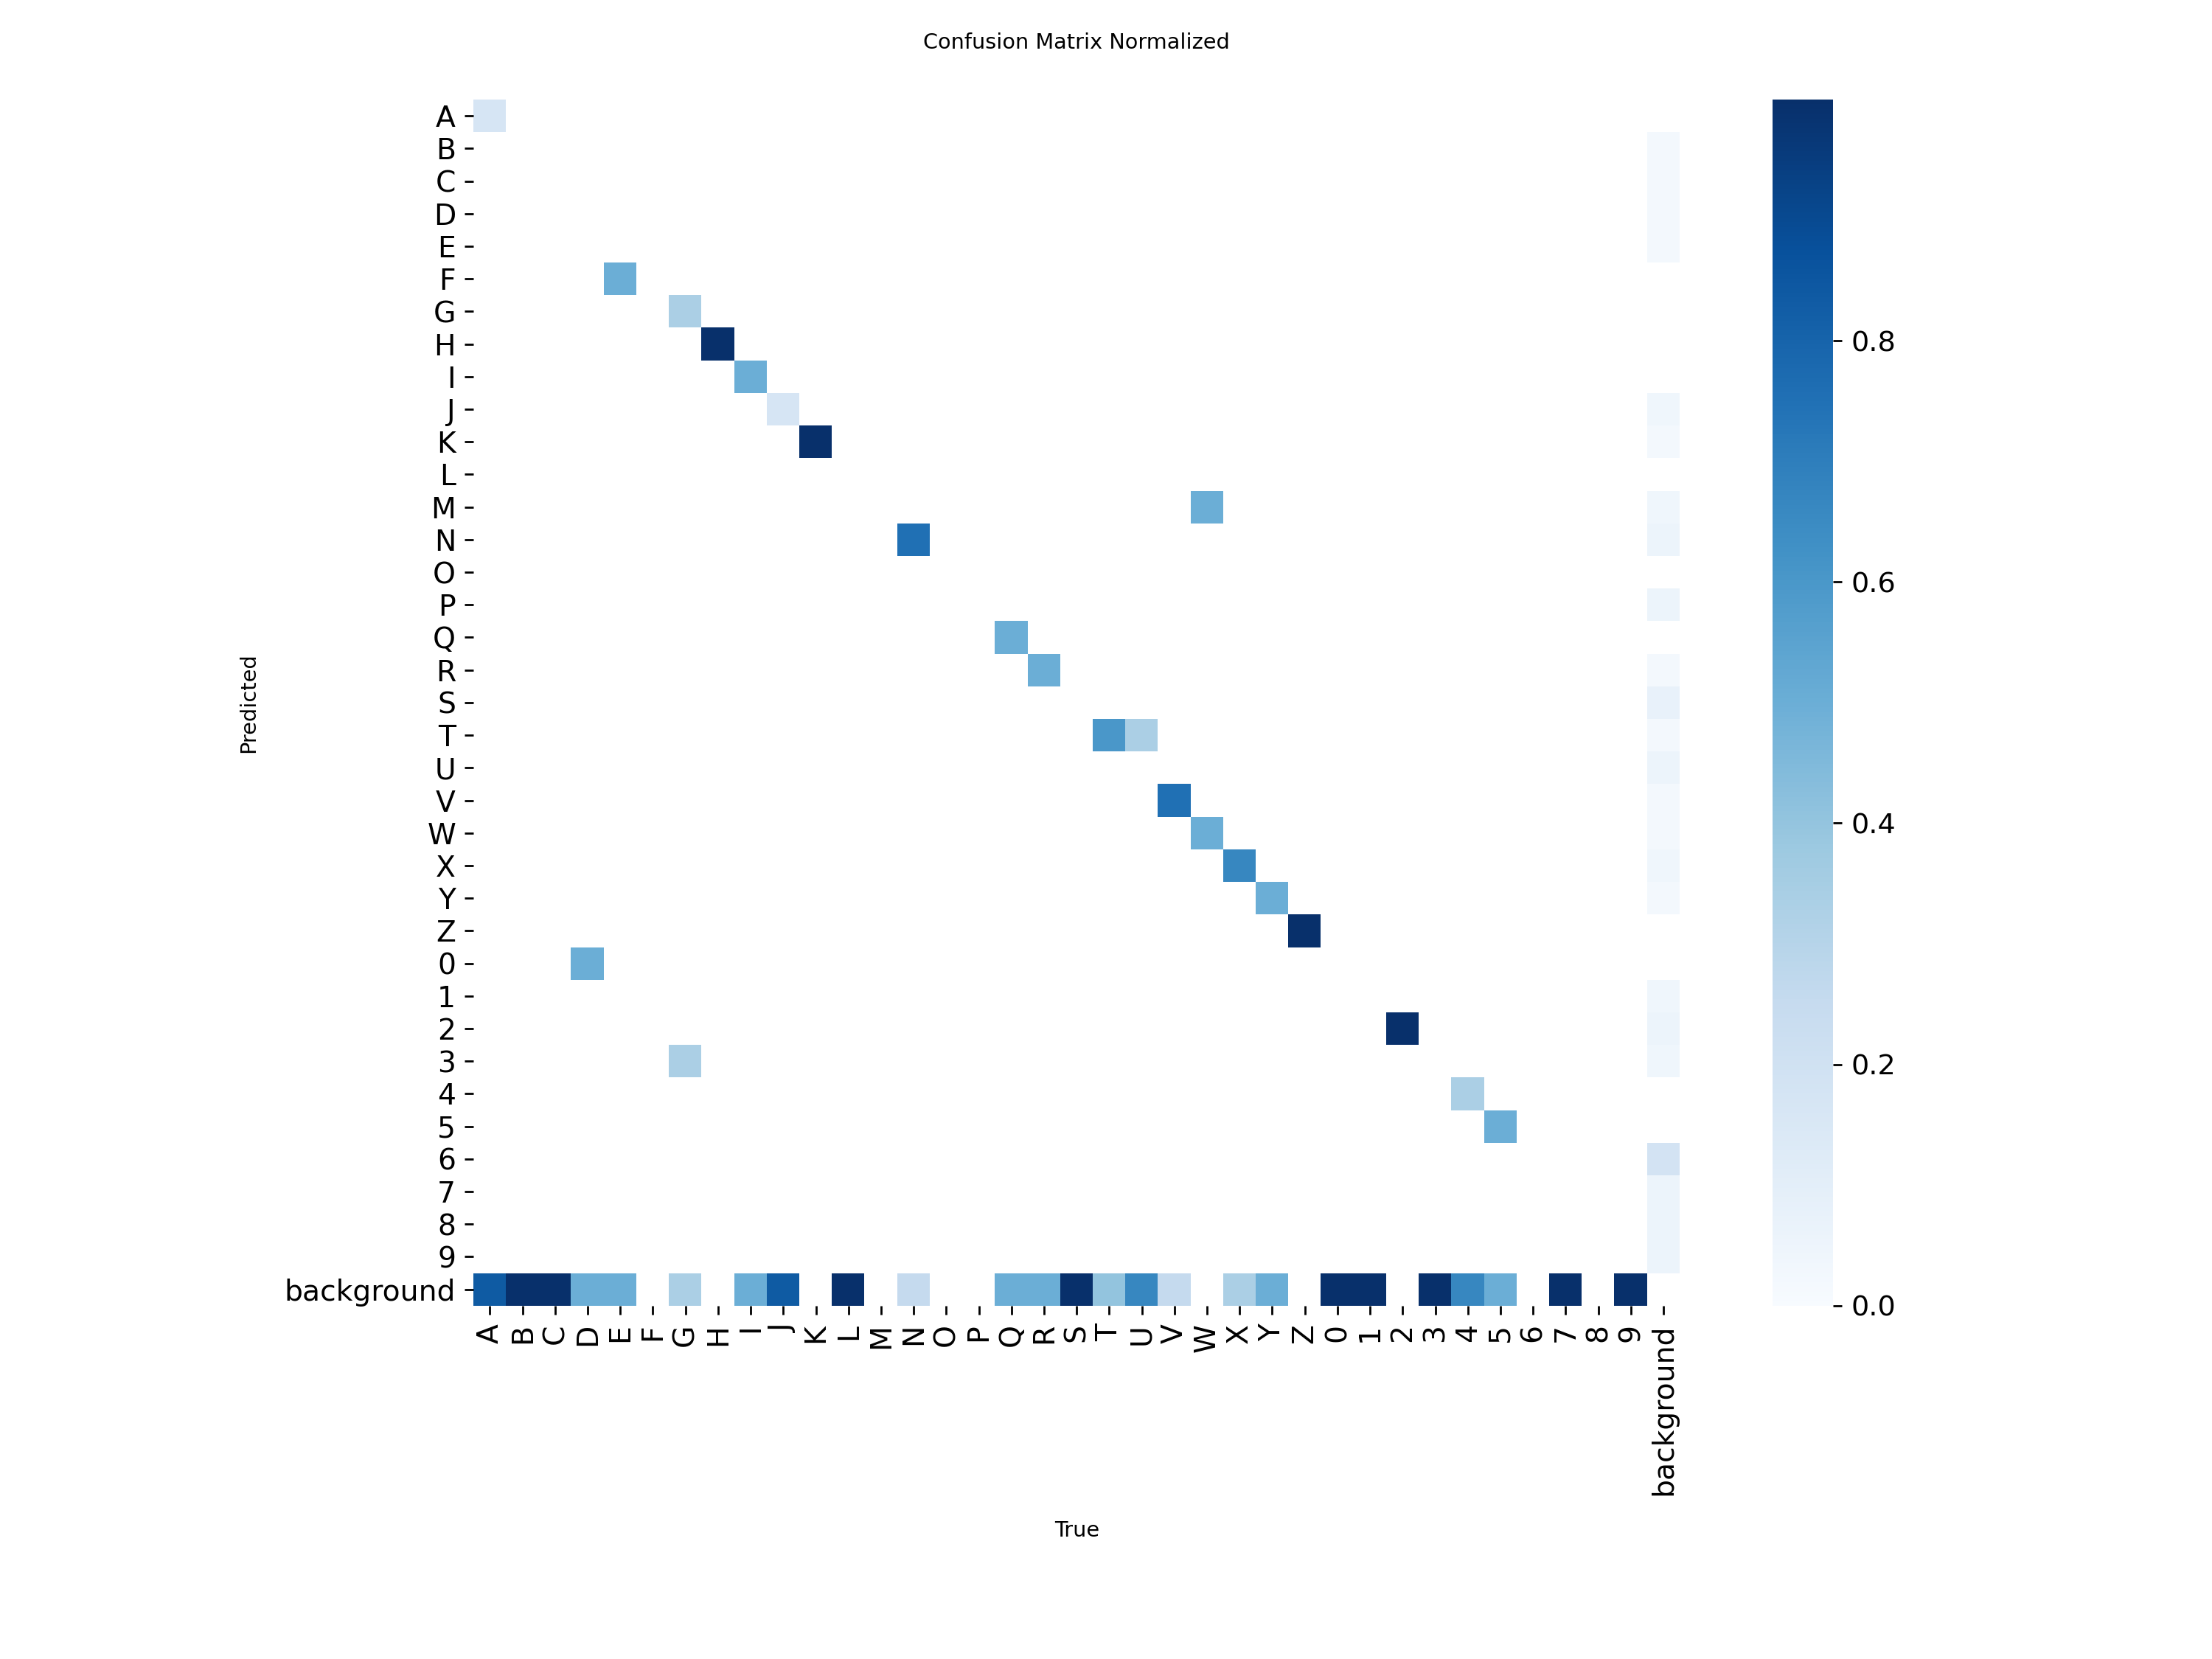 Confusion Matrix Normalized
A
B
C
D
E
F
G
H
I
J
K
L
M
N
O
P
Q
R
S
T
U
V
W
X
Y
Z
0
1
2
3
4
5
6
7
8
9
background
Predicted
A B C D E F G H I J K L M N O P Q R S T U V W X Y Z 0 1 2 3 4 5 6 7 8 9 background
True
0.8
0.6
0.4
0.2
0.0